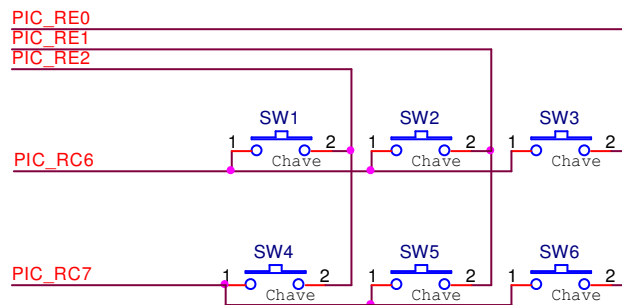 PIC_RE0
PIC_RE1
PIC_RE2
SW1 SW2 SW3
1 2 1 2 1 2
Chave Chave Chave
PIC_RC6
SW4 SW5 SW6
PIC_RC7 1 2 1 2 1 2
Chave Chave Chave